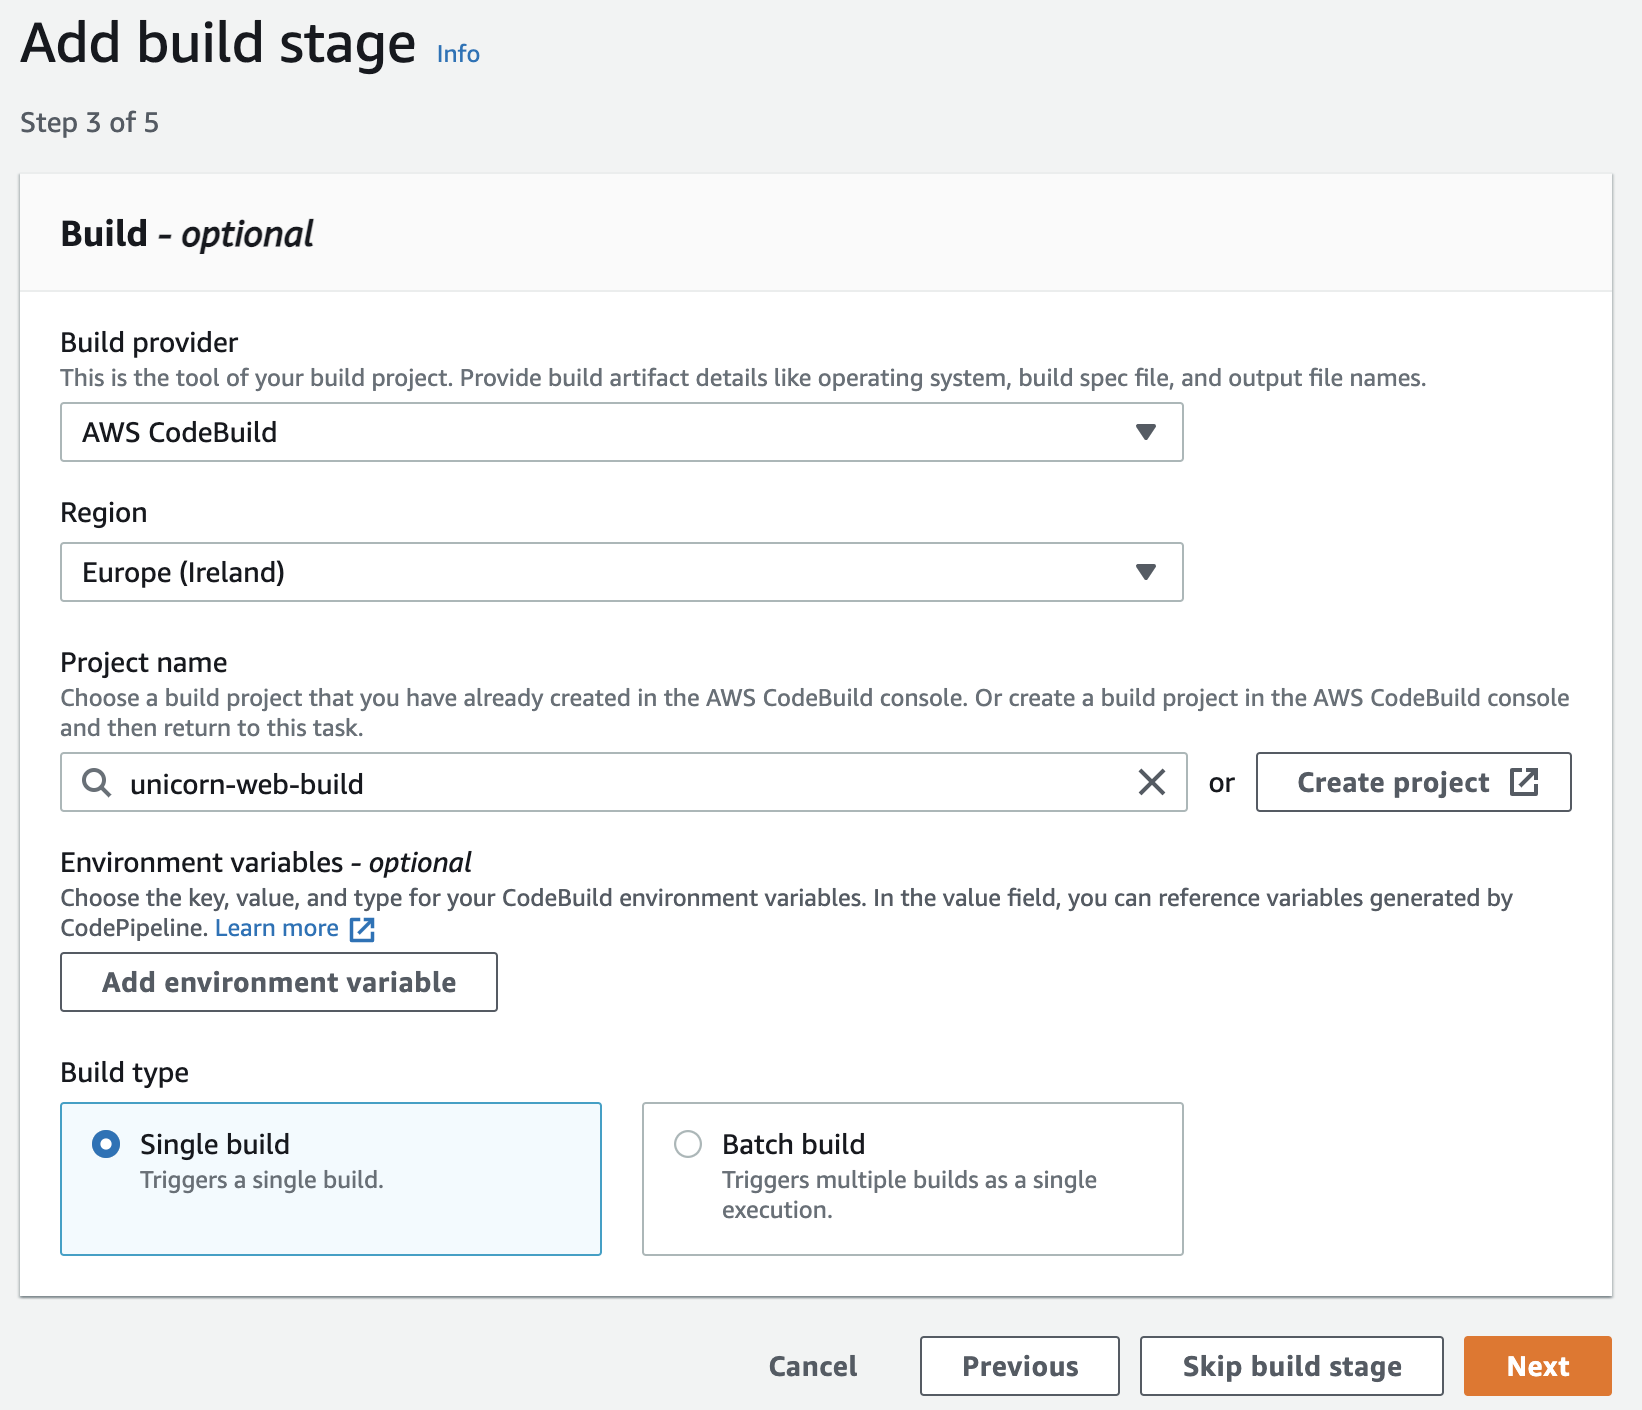 Add build stage Info
Step 3 of 5
Build - optional
Build provider
This is the tool of your build project. Provide build artifact details like operating system, build spec file, and output file names.
AWS CodeBuild
Region
Europe (Ireland)
Project name
Choose a build project that you have already created in the AWS CodeBuild console. Or create a build project in the AWS CodeBuild console
and then return to this task.
unicorn-web-build or Create project
Environment variables - optional
Choose the key, value, and type for your CodeBuild environment variables. In the value field, you can reference variables generated by
CodePipeline. Learn more
Add environment variable
Build type
Single build
Triggers a single build.
Batch build
Triggers multiple builds as a single
execution.
Cancel Previous Skip build stage Next